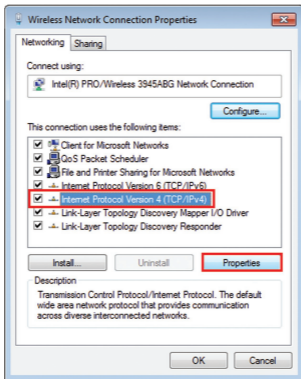 Wireless Network Connection Properties
Networking Sharing
Connect using:
Intel(R) PRO/Wireless 3945ABG Network Connection
Configure...
This connection uses the following items:
Client for Microsoft Networks
QoS Packet Scheduler
File and Printer Sharing for Microsoft Networks
Internet Protocol Version 6 (TCP/IPv6)
Internet Protocol Version 4 (TCP/IPv4)
Link-Layer Topology Discovery Mapper I/O Driver
Link-Layer Topology Discovery Responder
Install... Uninstall Properties
Description
Transmission Control Protocol/Internet Protocol. The default
wide area network protocol that provides communication
across diverse interconnected networks.
OK Cancel